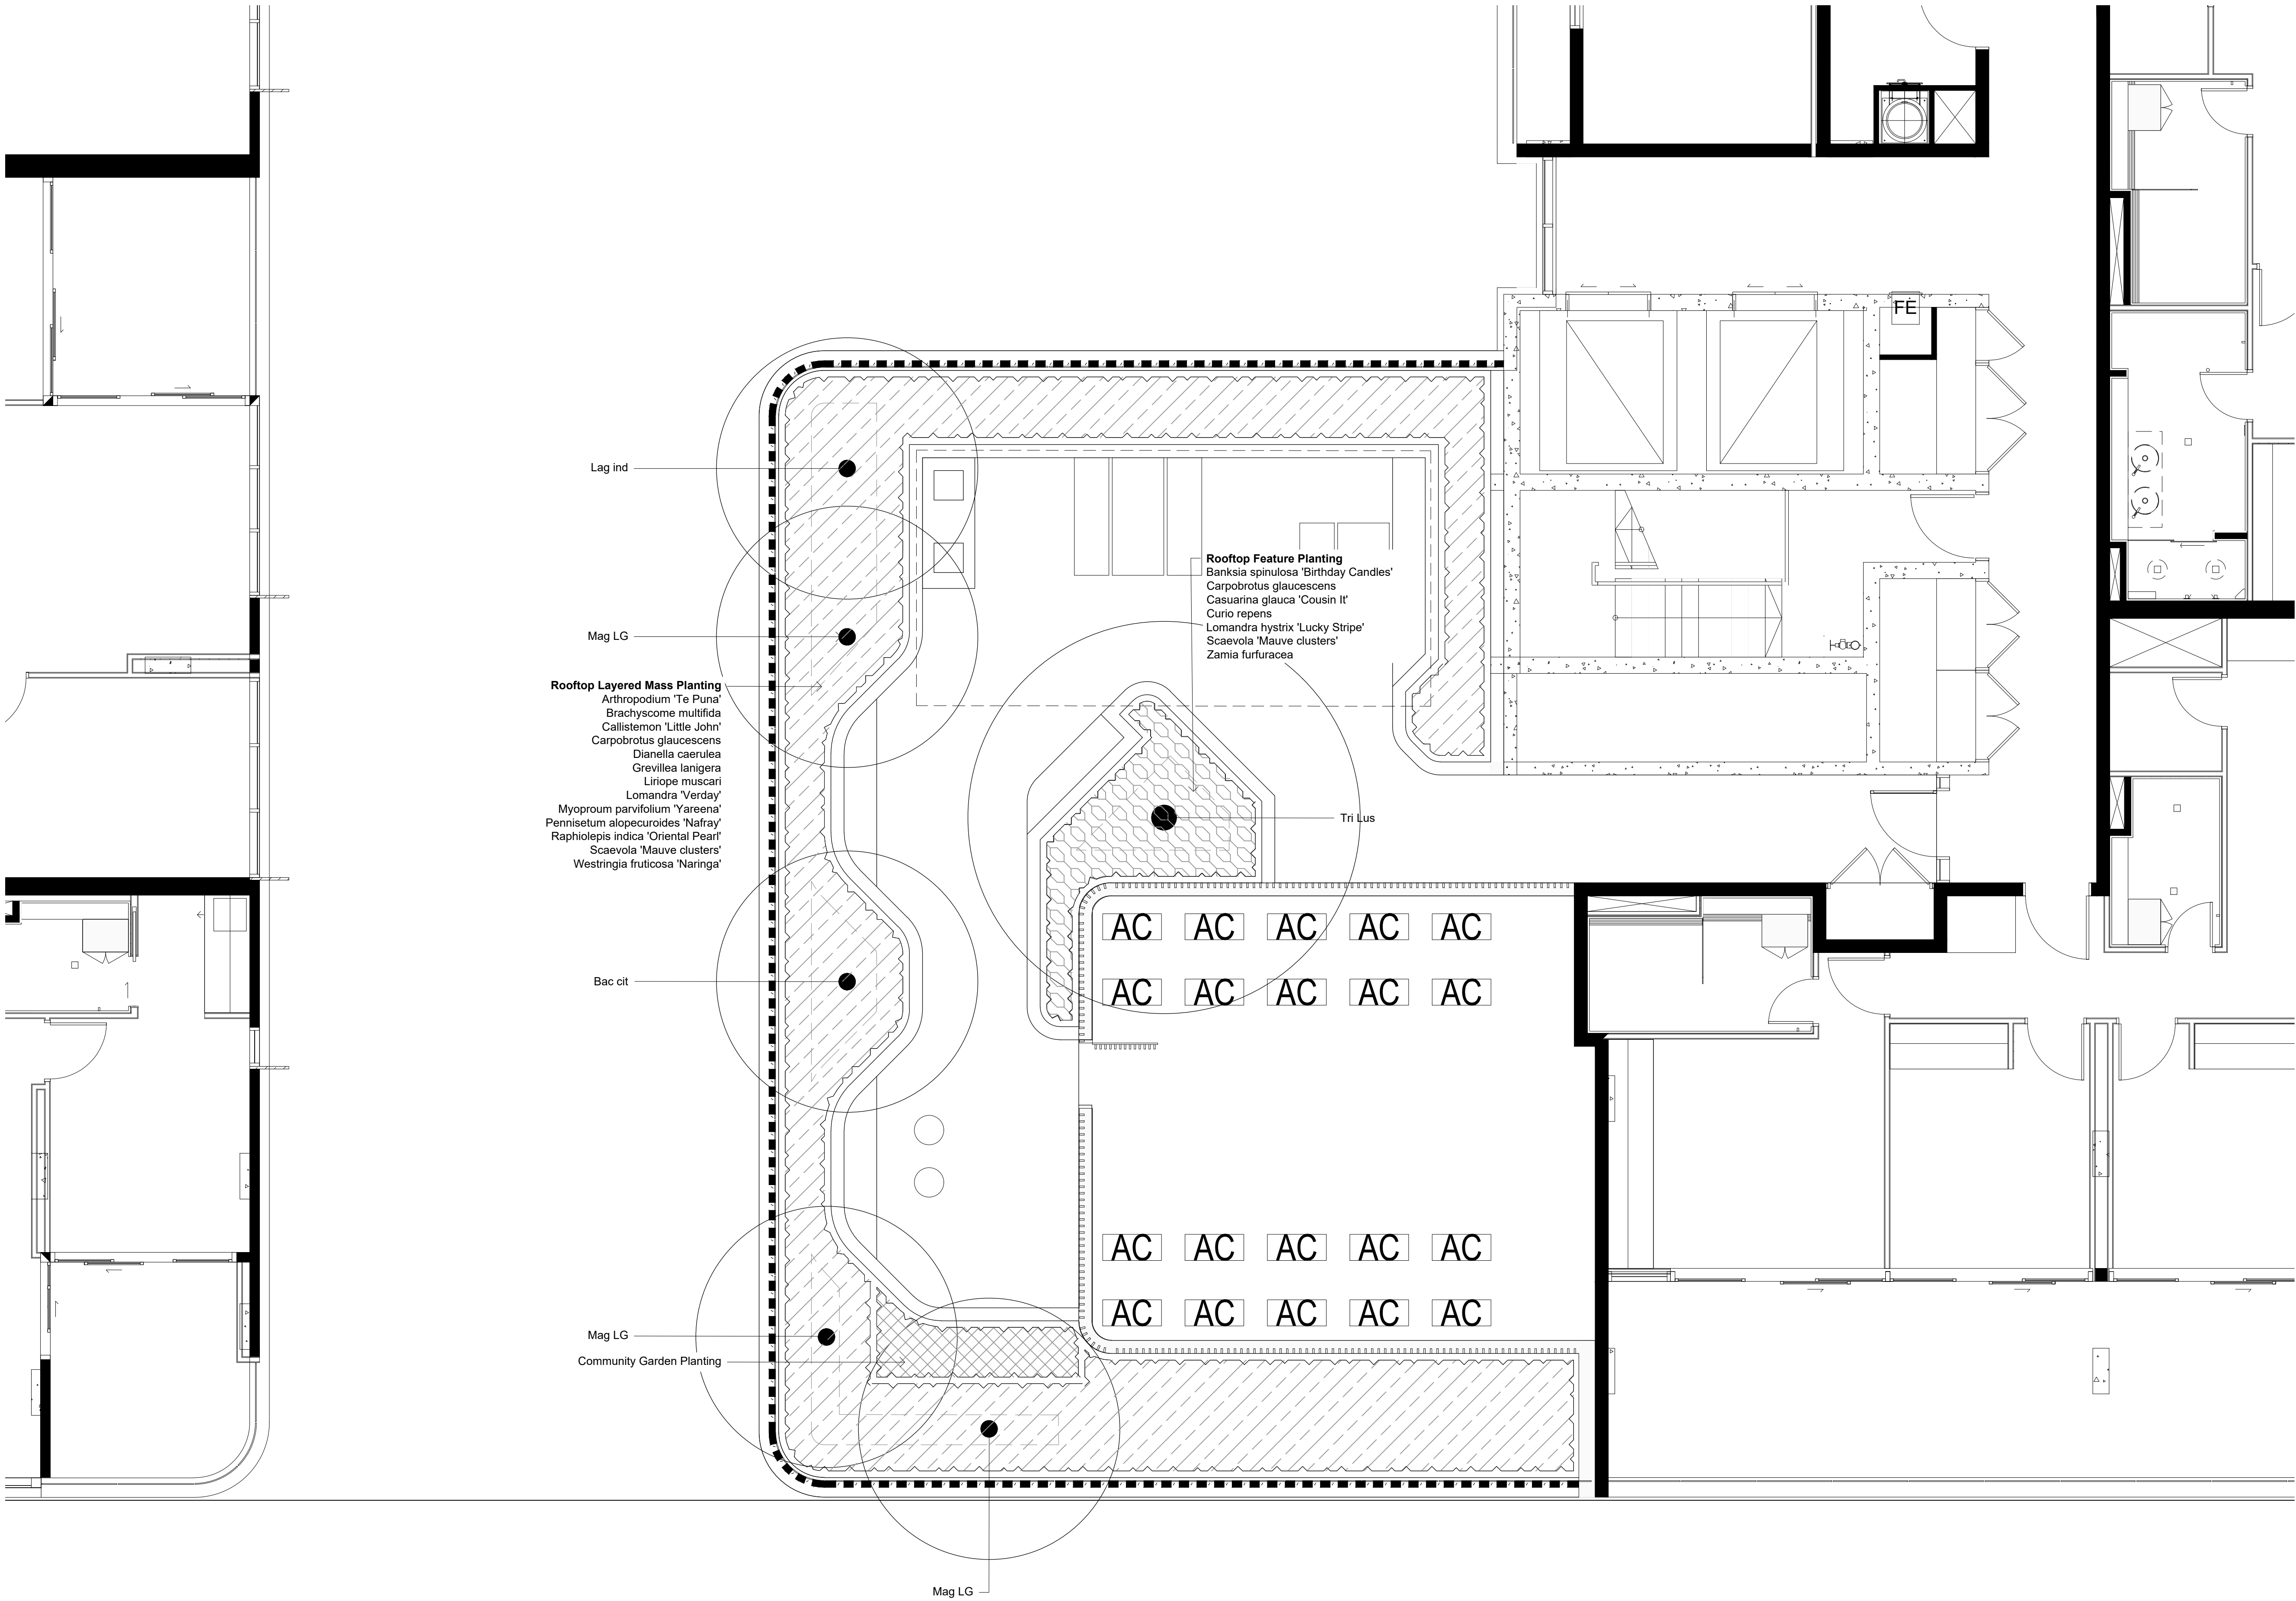 FE
Lag ind
Rooftop Feature Planting
Banksia spinulosa 'Birthday Candles'
Carpobrotus glaucescens
Casuarina glauca 'Cousin It'
Curio repens
Lomandra hystrix 'Lucky Stripe'
Scaevola 'Mauve clusters'
Zamia furfuracea
Mag LG
Rooftop Layered Mass Planting
Arthropodium 'Te Puna'
Brachyscome multifida
Callistemon 'Little John'
Carpobrotus glaucescens
Dianella caerulea
Grevillea lanigera
Liriope muscari
Lomandra 'Verday'
Myoproum parvifolium 'Yareena'
Pennisetum alopecuroides 'Nafray'
Raphiolepis indica 'Oriental Pearl'
Scaevola 'Mauve clusters'
Westringia fruticosa 'Naringa'
Tri Lus
AC AC AC AC AC
Bac cit
AC AC AC AC AC
AC AC AC AC AC
AC AC AC AC AC
Mag LG
Community Garden Planting
Mag LG